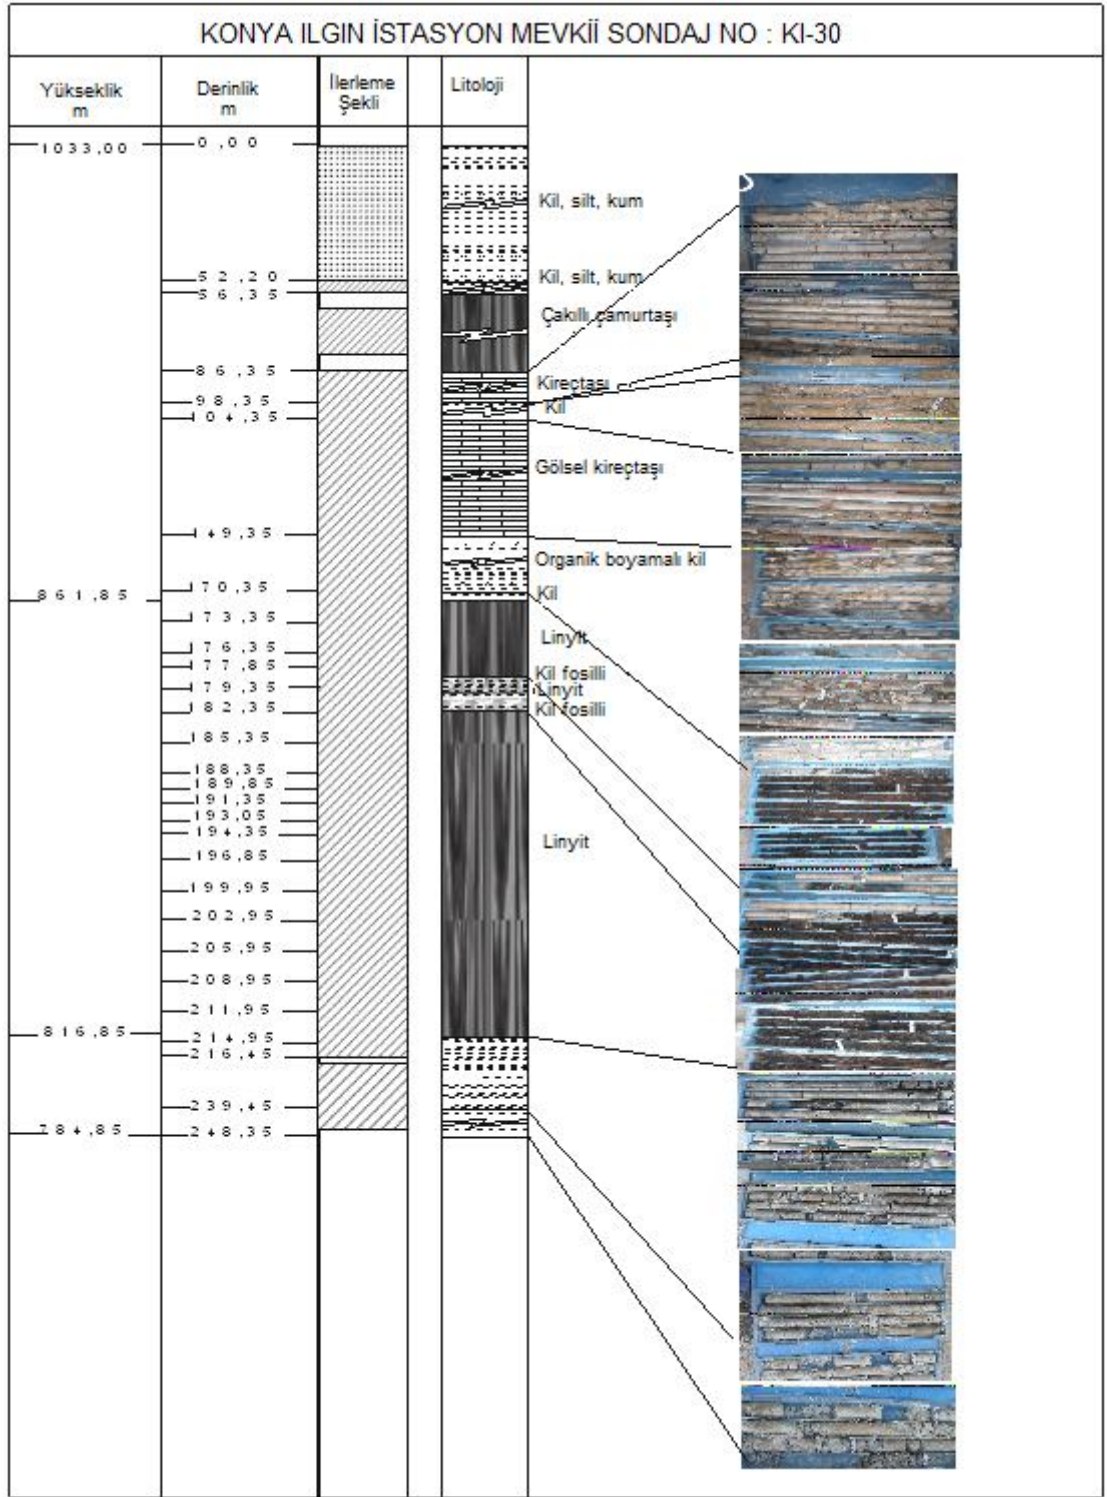 KONYA ILGIN İSTASYON MEVKİİ SONDAJ NO : KI-30
Yükseklik
m
Derinlik
m
İlerleme
Şekli
Litoloji
1033,00
0,00
Kil, silt, kum
52,20
Kil, silt, kum
56,35
Çakıllı çamurtaşı
86,35
Kireçtaşı
98,35
Kil
104,35
Gölsel kireçtaşı
149,35
Organik boyamalı kil
170,35
Kil
861,85
173,35
Linyit
176,35
177,85
Kil fosilli
179,35
Linyit
182,35
Kil fosilli
185,35
188,35
189,85
191,35
193,05
194,35
Linyit
196,85
199,95
202,95
205,95
208,95
211,95
816,85
214,95
216,45
239,45
784,85
248,35